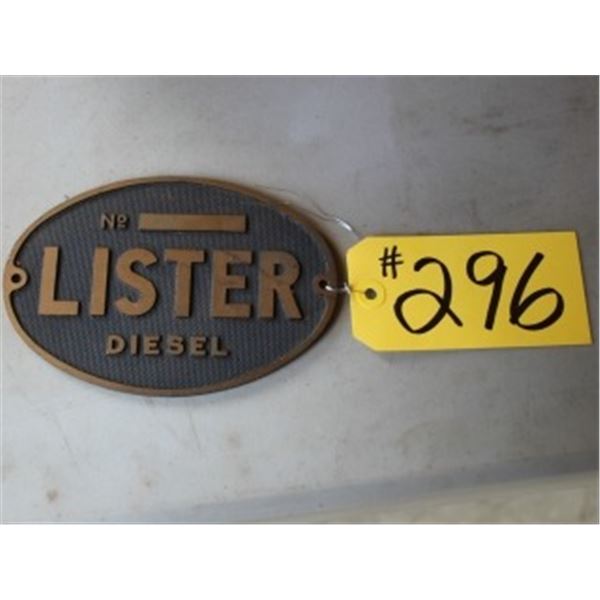 Nº
LISTER
DIESEL
#296